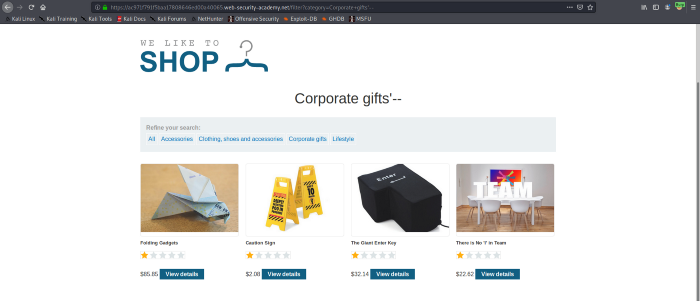 .web-security-academy.net/filter?category=Corporate+gifts'--
Kali Linux Kali Training Kali Tools Kali Docs Kali Forums NetHunter Offensive Security Exploit-DB GHDB MSFU
WE LIKE TO
SHOP
Corporate gifts'--
Refine your search:
All Accessories Clothing, shoes and accessories Corporate gifts Lifestyle
Enter
TEAM
Folding Gadgets Caution Sign The Giant Enter Key There is No 'I' in Team
$85.85 View details $2.08 View details $32.14 View details $22.62 View details